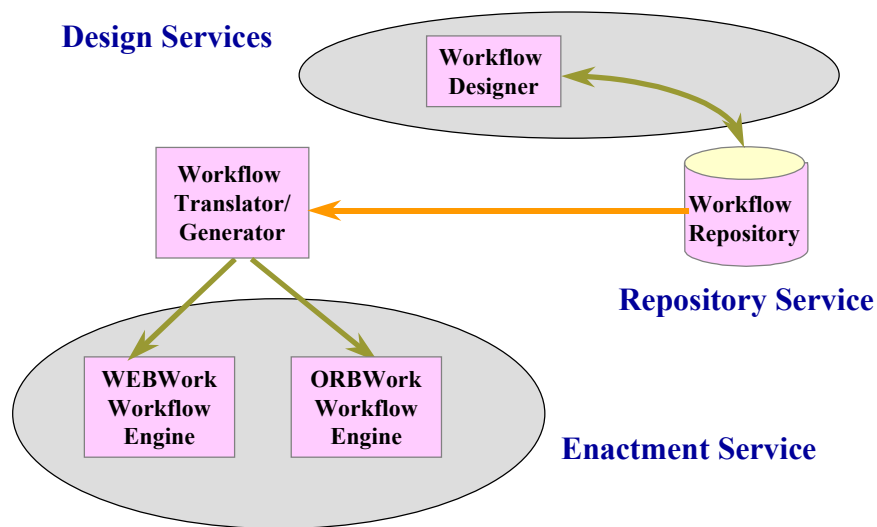 Design Services
Workflow
Designer
Workflow
Translator/
Generator
Workflow
Repository
Repository Service
WEBWork
Workflow
Engine
ORBWork
Workflow
Engine
Enactment Service